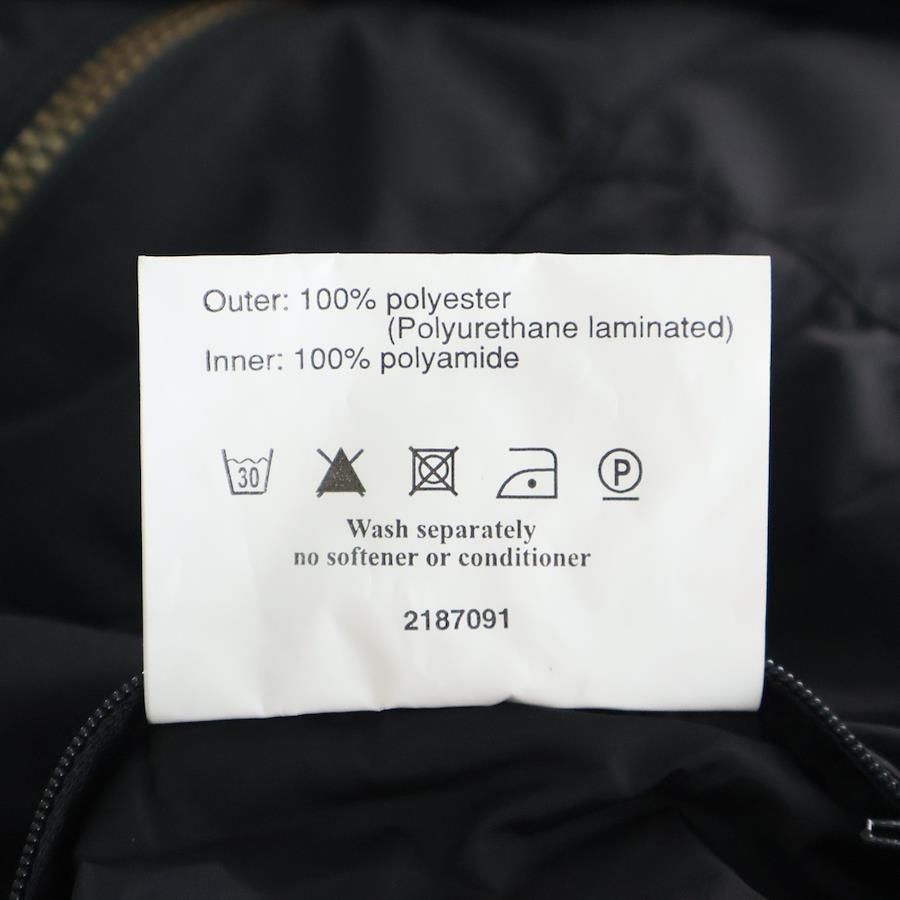 Outer: 100% polyester
(Polyurethane laminated)
Inner: 100% polyamide
30 P
Wash separately
no softener or conditioner
2187091